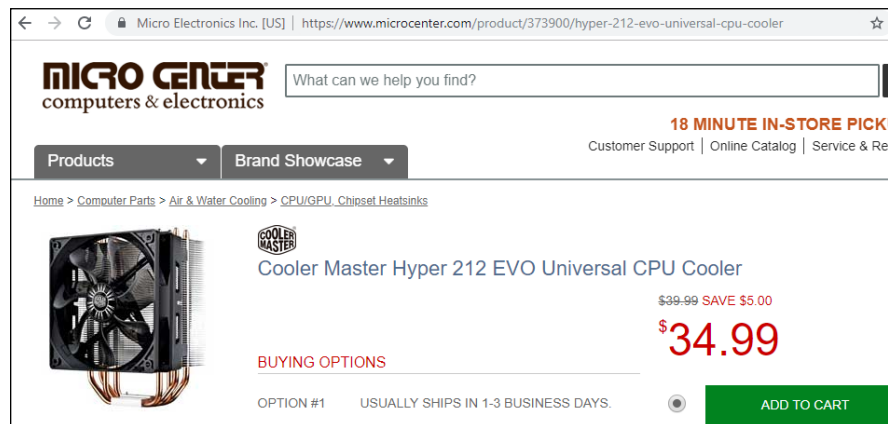 Micro Electronics Inc. [US] | https://www.microcenter.com/product/373900/hyper-212-evo-universal-cpu-cooler
MICRO CENTER
computers & electronics
What can we help you find?
18 MINUTE IN-STORE PICK
Customer Support | Online Catalog | Service & Re
Products
Brand Showcase
Home > Computer Parts > Air & Water Cooling > CPU/GPU, Chipset Heatsinks
COOLER
MASTER
Cooler Master Hyper 212 EVO Universal CPU Cooler
$39.99 SAVE $5.00
$34.99
BUYING OPTIONS
OPTION #1 USUALLY SHIPS IN 1-3 BUSINESS DAYS.
ADD TO CART